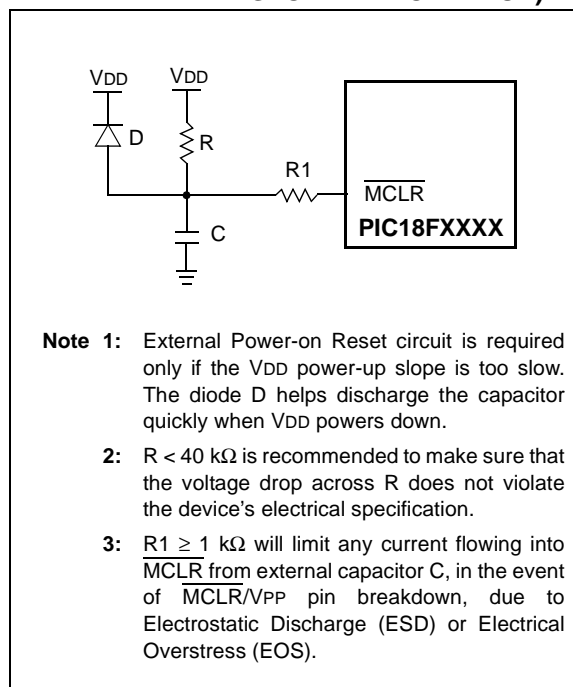 VDD VDD
D
R
R1
C
MCLR
PIC18FXXXX
Note 1: External Power-on Reset circuit is required
only if the VDD power-up slope is too slow.
The diode D helps discharge the capacitor
quickly when VDD powers down.
2: R < 40 kΩ is recommended to make sure that
the voltage drop across R does not violate
the device's electrical specification.
3: R1 ≥ 1 kΩ will limit any current flowing into
MCLR from external capacitor C, in the event
of MCLR/VPP pin breakdown, due to
Electrostatic Discharge (ESD) or Electrical
Overstress (EOS).